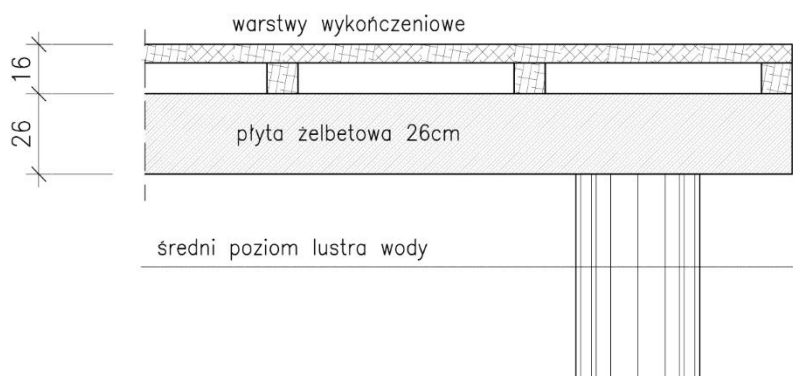 warstwy wykończeniowe
16
26
płyta żelbetowa 26cm
średni poziom lustra wody